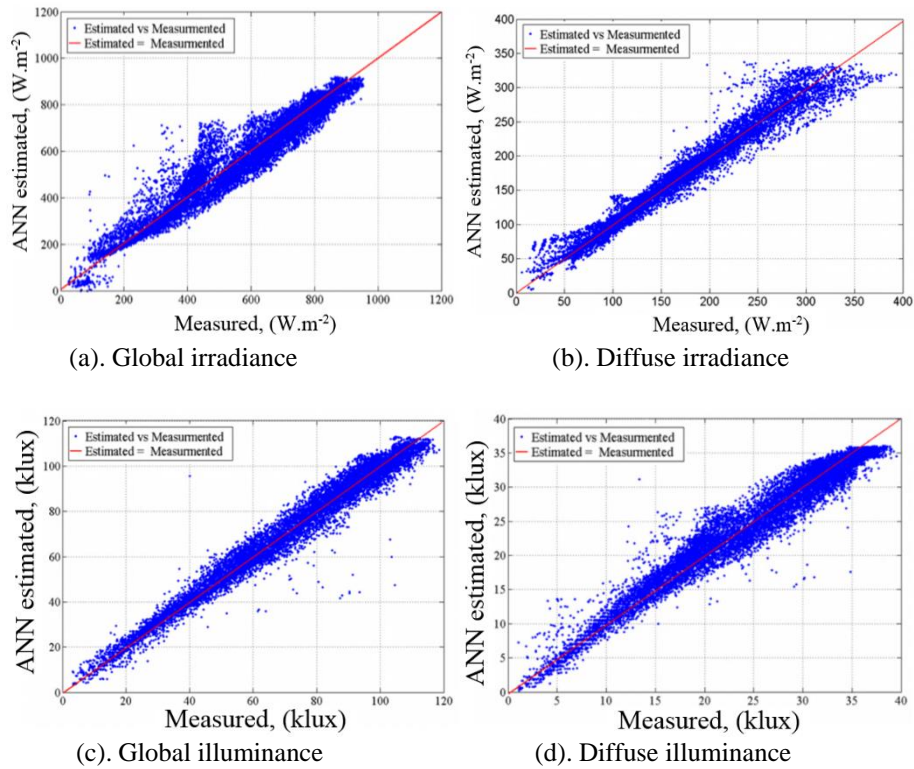 1200
1000
800
600
400
200
0
0 200 400 600 800 1000 1200
ANN estimated, (W.m-2)
Estimated vs Measurmented
Estimated = Measurmented
Measured, (W.m-2)
(a). Global irradiance
400
350
300
250
200
150
100
50
0
0 50 100 150 200 250 300 350 400
ANN estimated, (W.m-2)
Estimated vs Measurmented
Estimated = Measurmented
Measured, (W.m-2)
(b). Diffuse irradiance
120
100
80
60
40
20
0
0 20 40 60 80 100 120
ANN estimated, (klux)
Estimated vs Measurmented
Estimated = Measurmented
Measured, (klux)
(c). Global illuminance
40
35
30
25
20
15
10
5
0
0 5 10 15 20 25 30 35 40
ANN estimated, (klux)
Estimated vs Measurmented
Estimated = Measurmented
Measured, (klux)
(d). Diffuse illuminance